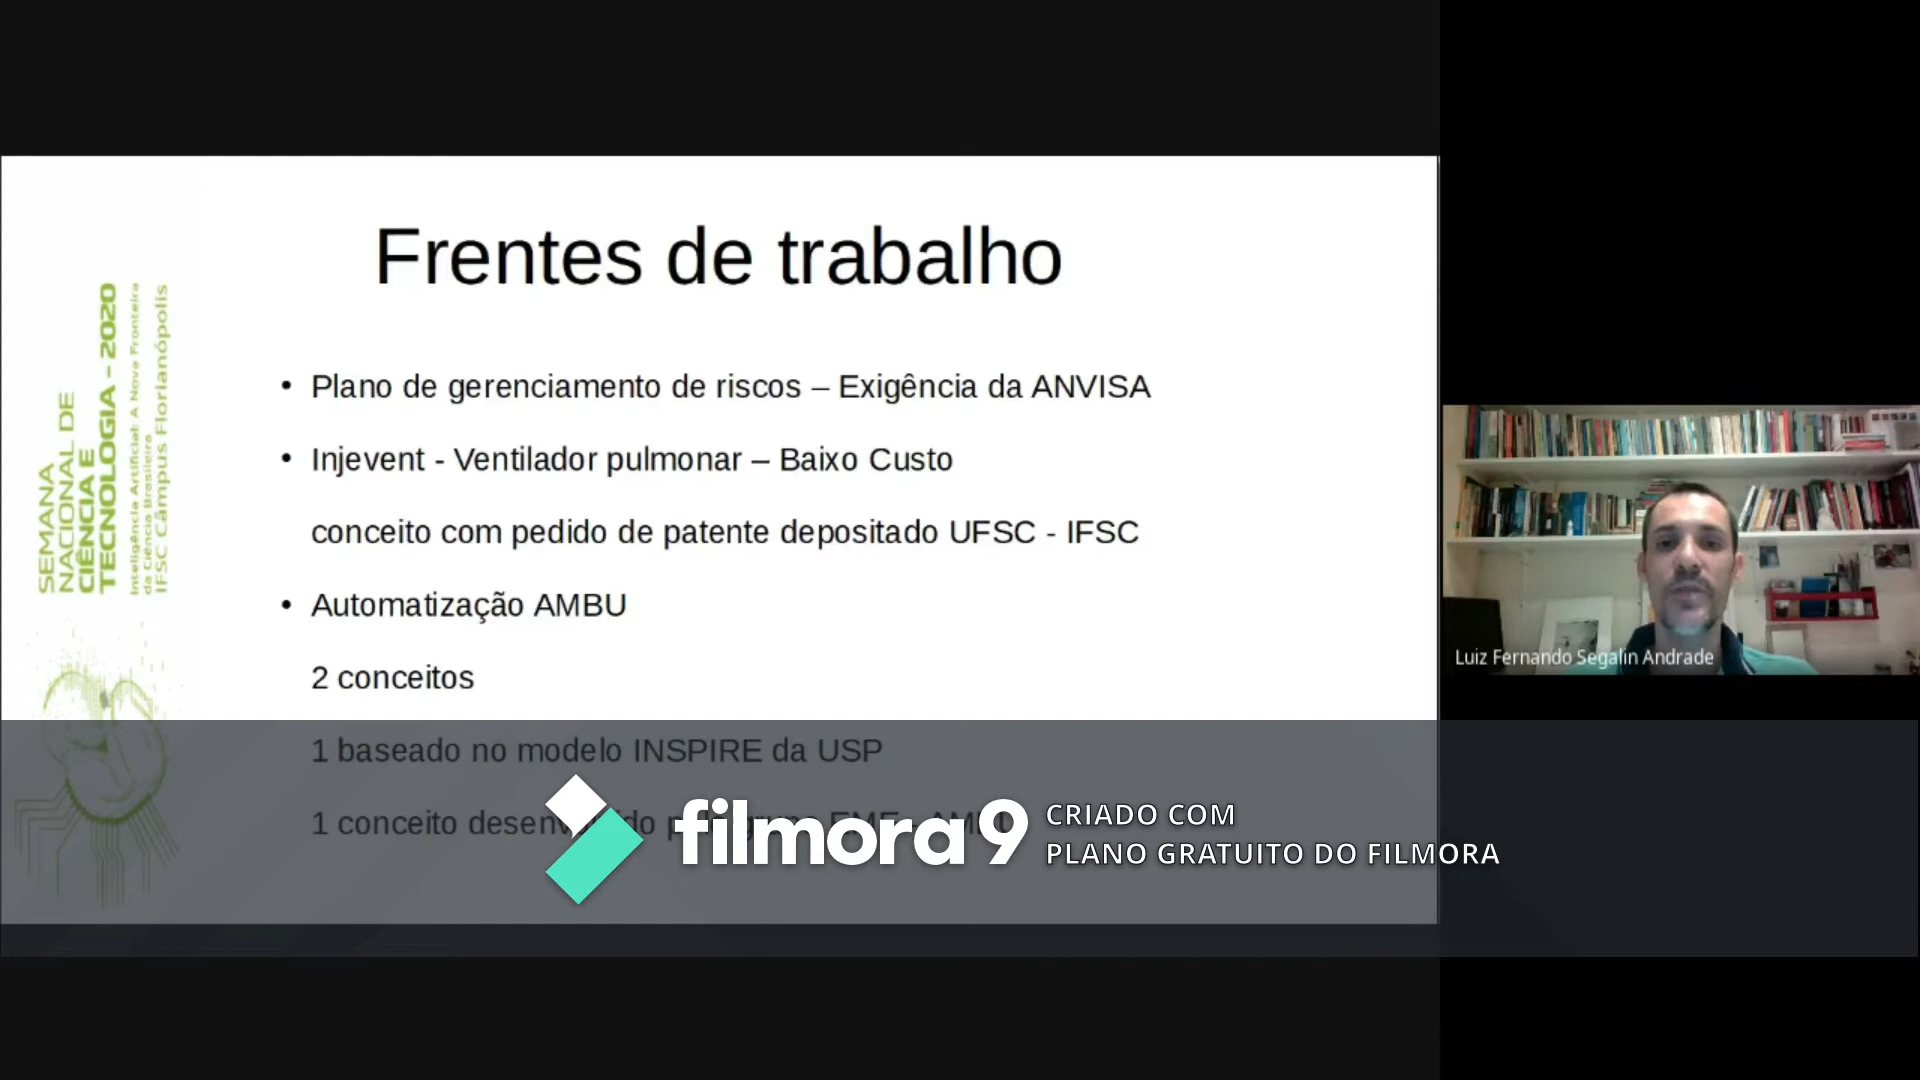 Frentes de trabalho
SEMANA
NACIONAL DE
CIÊNCIA E
TECNOLOGIA – 2020
Inteligência Artificial: A Nova Fronteira
da Ciência Brasileira
IFSC Câmpus Florianópolis
• Plano de gerenciamento de riscos – Exigência da ANVISA
• Injevent - Ventilador pulmonar – Baixo Custo
conceito com pedido de patente depositado UFSC - IFSC
• Automatização AMBU
2 conceitos
1 baseado no modelo INSPIRE da USP
1 conceito
filmora9
CRIADO COM
PLANO GRATUITO DO FILMORA
Luiz Fernando Segalin Andrade